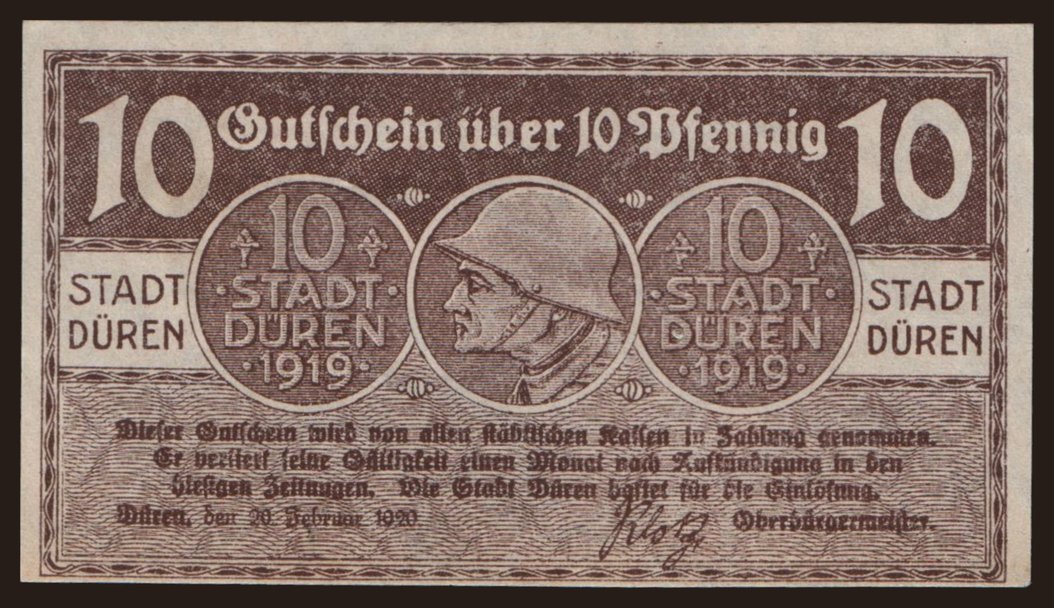 10 Gutschein über 10 Pfennig 10
STADT
DÜREN
10
STADT
DÜREN
1919
10
STADT
DÜREN
1919
STADT
DÜREN
Dieser Gutschein wird von allen städtischen Kassen in Zahlung genommen.
Er verliert seine Gültigkeit einen Monat nach Aufkündigung in den
hiesigen Zeitungen. Die Stadt Düren haftet für die Einlösung.
Düren, den 20. Februar 1920
Klotz
Oberbürgermeister.